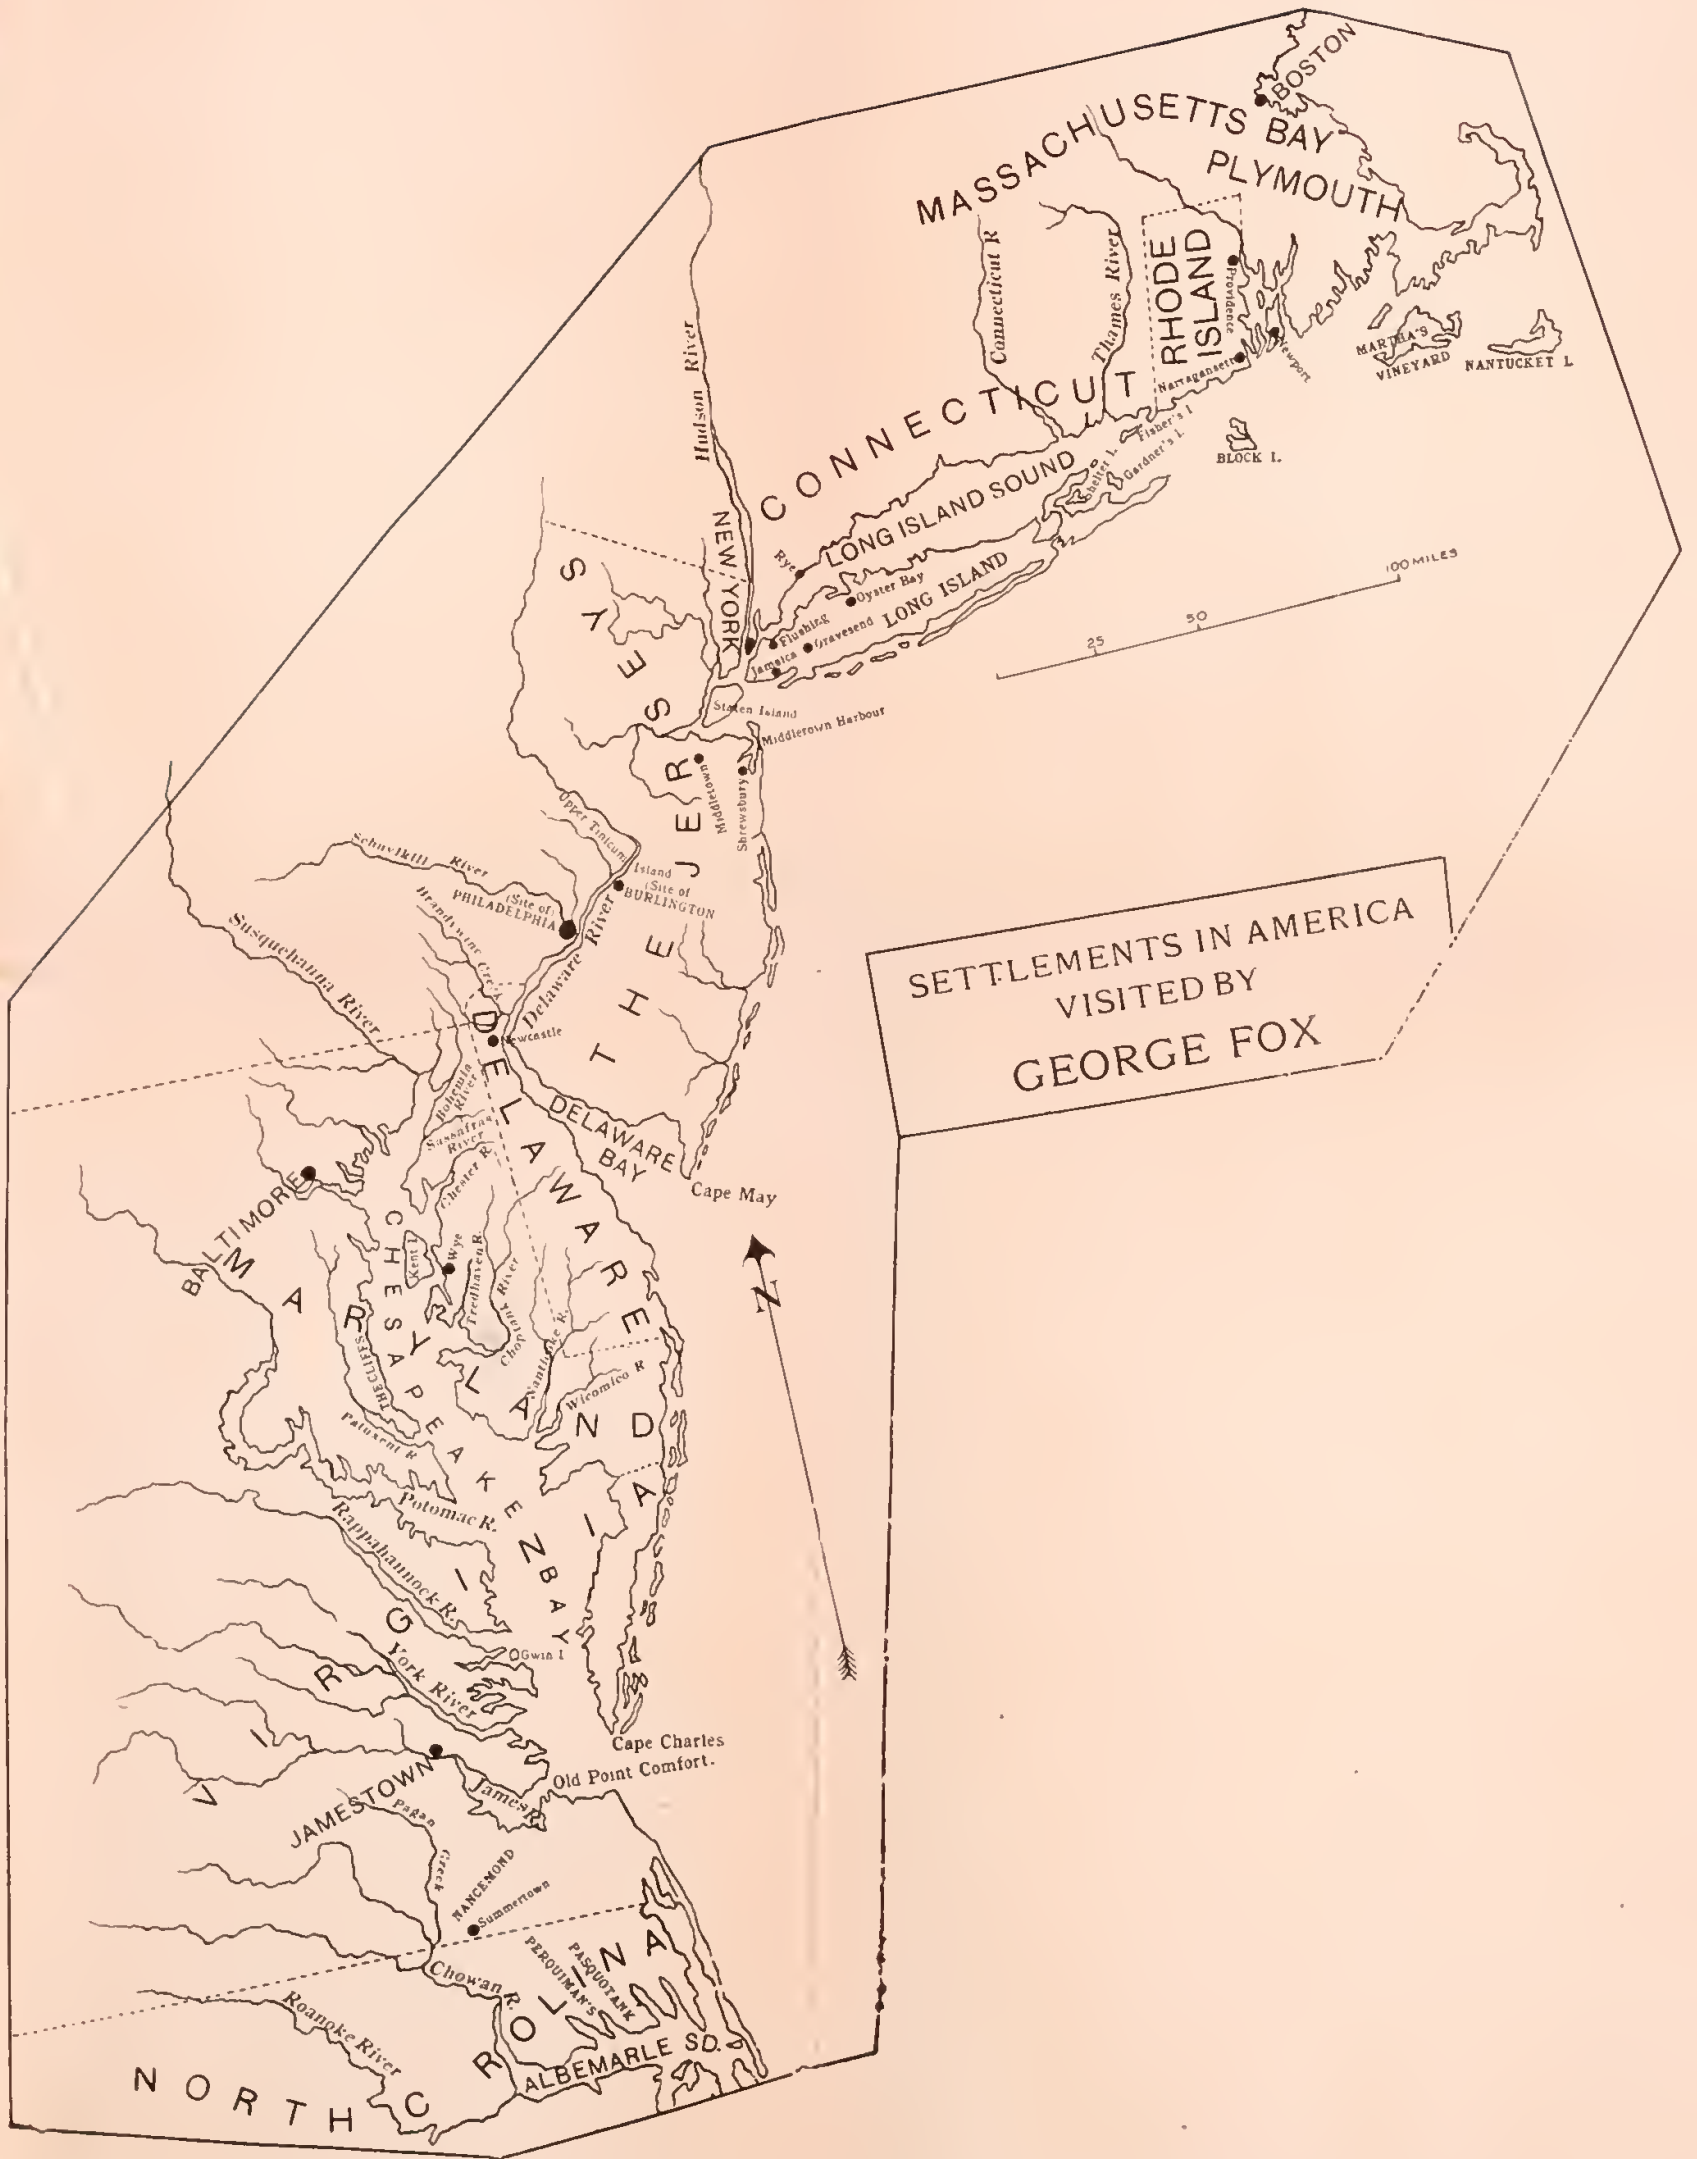 BOSTON
MASSACHUSETTS BAY
PLYMOUTH
Connecticut R
Thames River
RHODE
ISLAND
Providence
Narragansett
Newport
MARTHA'S
VINEYARD
NANTUCKET I.
BLOCK I.
Hudson River
CONNECTICUT
Fisher's I.
Gardner's I.
Shelter I.
LONG ISLAND SOUND
NEW YORK
Rye
Oyster Bay
LONG ISLAND
Flushing
Gravesend
Jamaica
100 MILES
50
25
Staten Island
Middletown Harbour
Middletown
Shrewsbury
THE JERSEYS
Upper Tinicum
Island
Schuylkill River
(Site of)
PHILADELPHIA
(Site of
BURLINGTON
Brandywine Creek
Susquehanna River
Delaware River
Newcastle
SETTLEMENTS IN AMERICA
VISITED BY
GEORGE FOX
DELAWARE
DELAWARE
BAY
Cape May
Bohemia
River
Sassafras
River
Chester R.
BALTIMORE
MARYLAND
CHESAPEAKE BAY
Kent I.
Wye
Tredhaven R.
Choptank River
Nantikoke R.
Wicomico R
THE CLIFFS
Patuxent R
N
Potomac R.
Rappahannock R.
VIRGINIA
Gwin I
York River
Cape Charles
Old Point Comfort.
JAMESTOWN
James R.
Pagan
Creek
NANCEMOND
Summertown
PERQUIMAN'S
PASQUOTANK
Chowan R.
Roanoke River
ALBEMARLE SD.
NORTH CAROLINA